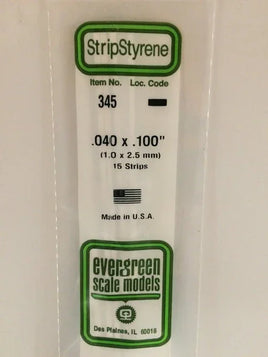 StripStyrene
Item No. Loc. Code
345
.040 x .100"
(1.0 x 2.5 mm)
15 Strips
Made in U.S.A.
evergreen
scale models
Des Plaines, IL 60018